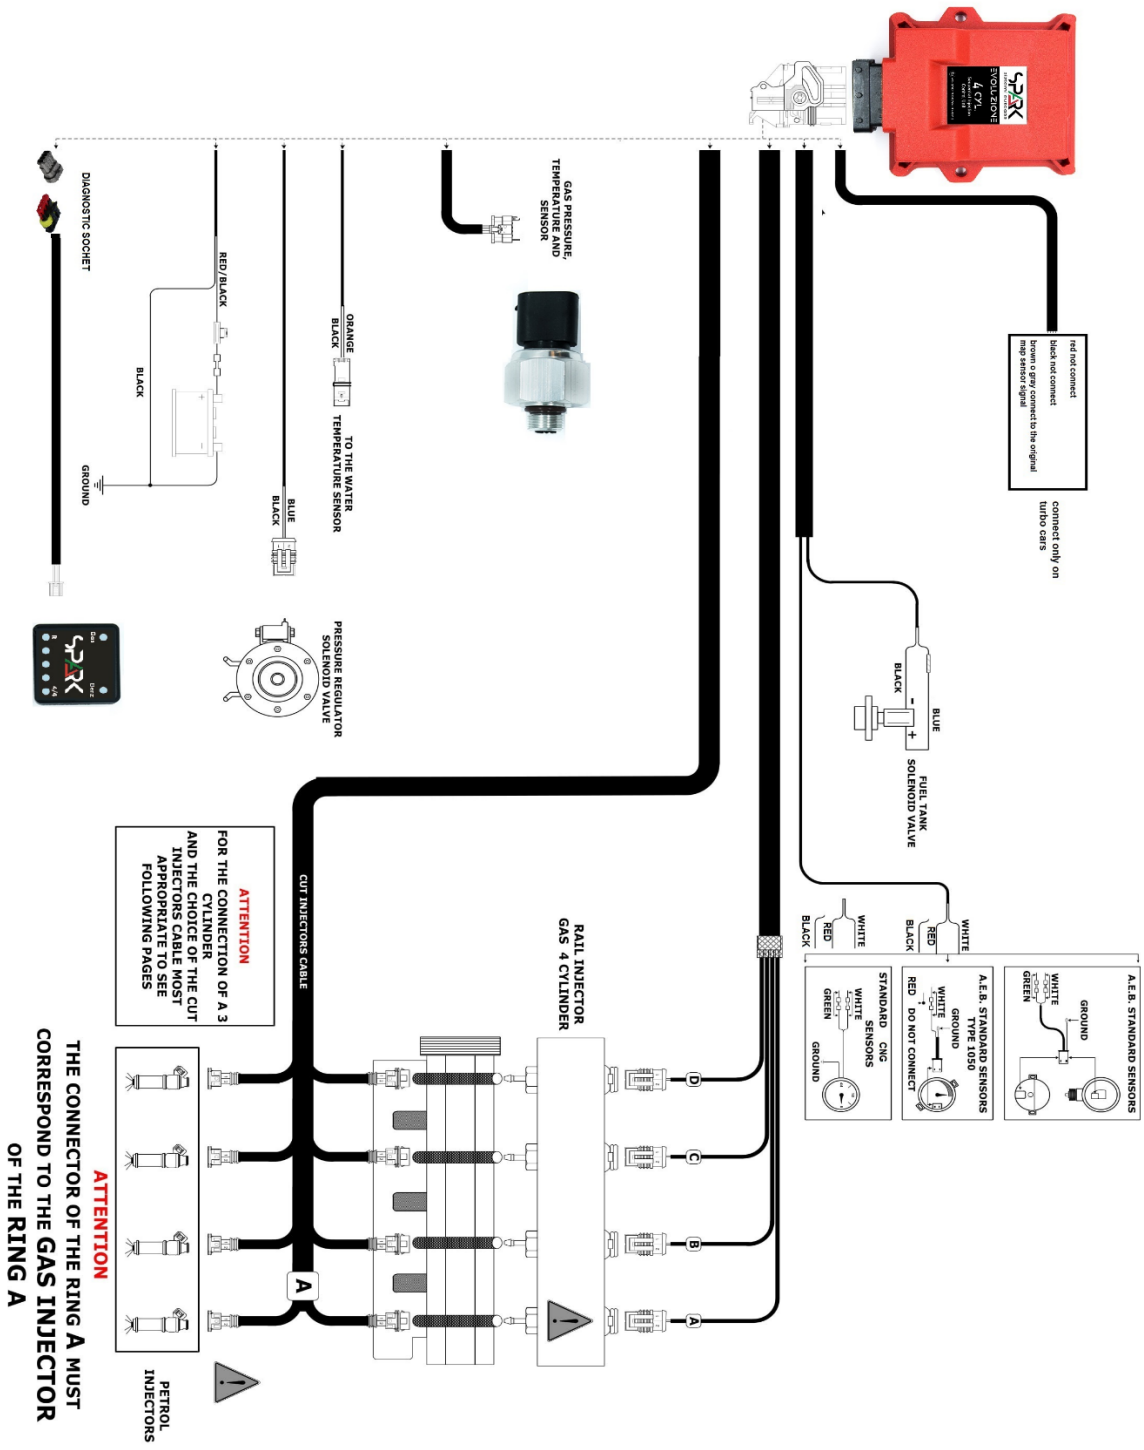 SPARK
EVOLUZIONE
4 CYL.
red not connect
black not connect
brown o gray connect to the original
map sensor signal
connect only on
turbo cars
GAS PRESSURE,
TEMPERATURE AND
SENSOR
DIAGNOSTIC SOCHET
RED/BLACK
BLACK
GROUND
+
-
ORANGE
BLACK
TO THE WATER
TEMPERATURE SENSOR
BLUE
BLACK
PRESSURE REGULATOR
SOLENOID VALVE
Gas
Benz
SPARK
R
4/4
BLACK
BLUE
-
+
FUEL TANK
SOLENOID VALVE
WHITE
RED
BLACK
WHITE
RED
BLACK
A.E.B. STANDARD SENSORS
GROUND
WHITE
GREEN
A.E.B. STANDARD SENSORS
TYPE 1050
GROUND
WHITE
RED
DO NOT CONNECT
STANDARD CNG
SENSORS
WHITE
GREEN
GROUND
RAIL INJECTOR
GAS 4 CYLINDER
CUT INJECTORS CABLE
ATTENTION
FOR THE CONNECTION OF A 3
CYLINDER
AND THE CHOICE OF THE CUT
INJECTORS CABLE MOST
APPROPRIATE TO SEE
FOLLOWING PAGES
D
C
B
A
A
!
!
PETROL
INJECTORS
ATTENTION
THE CONNECTOR OF THE RING A MUST
CORRESPOND TO THE GAS INJECTOR
OF THE RING A